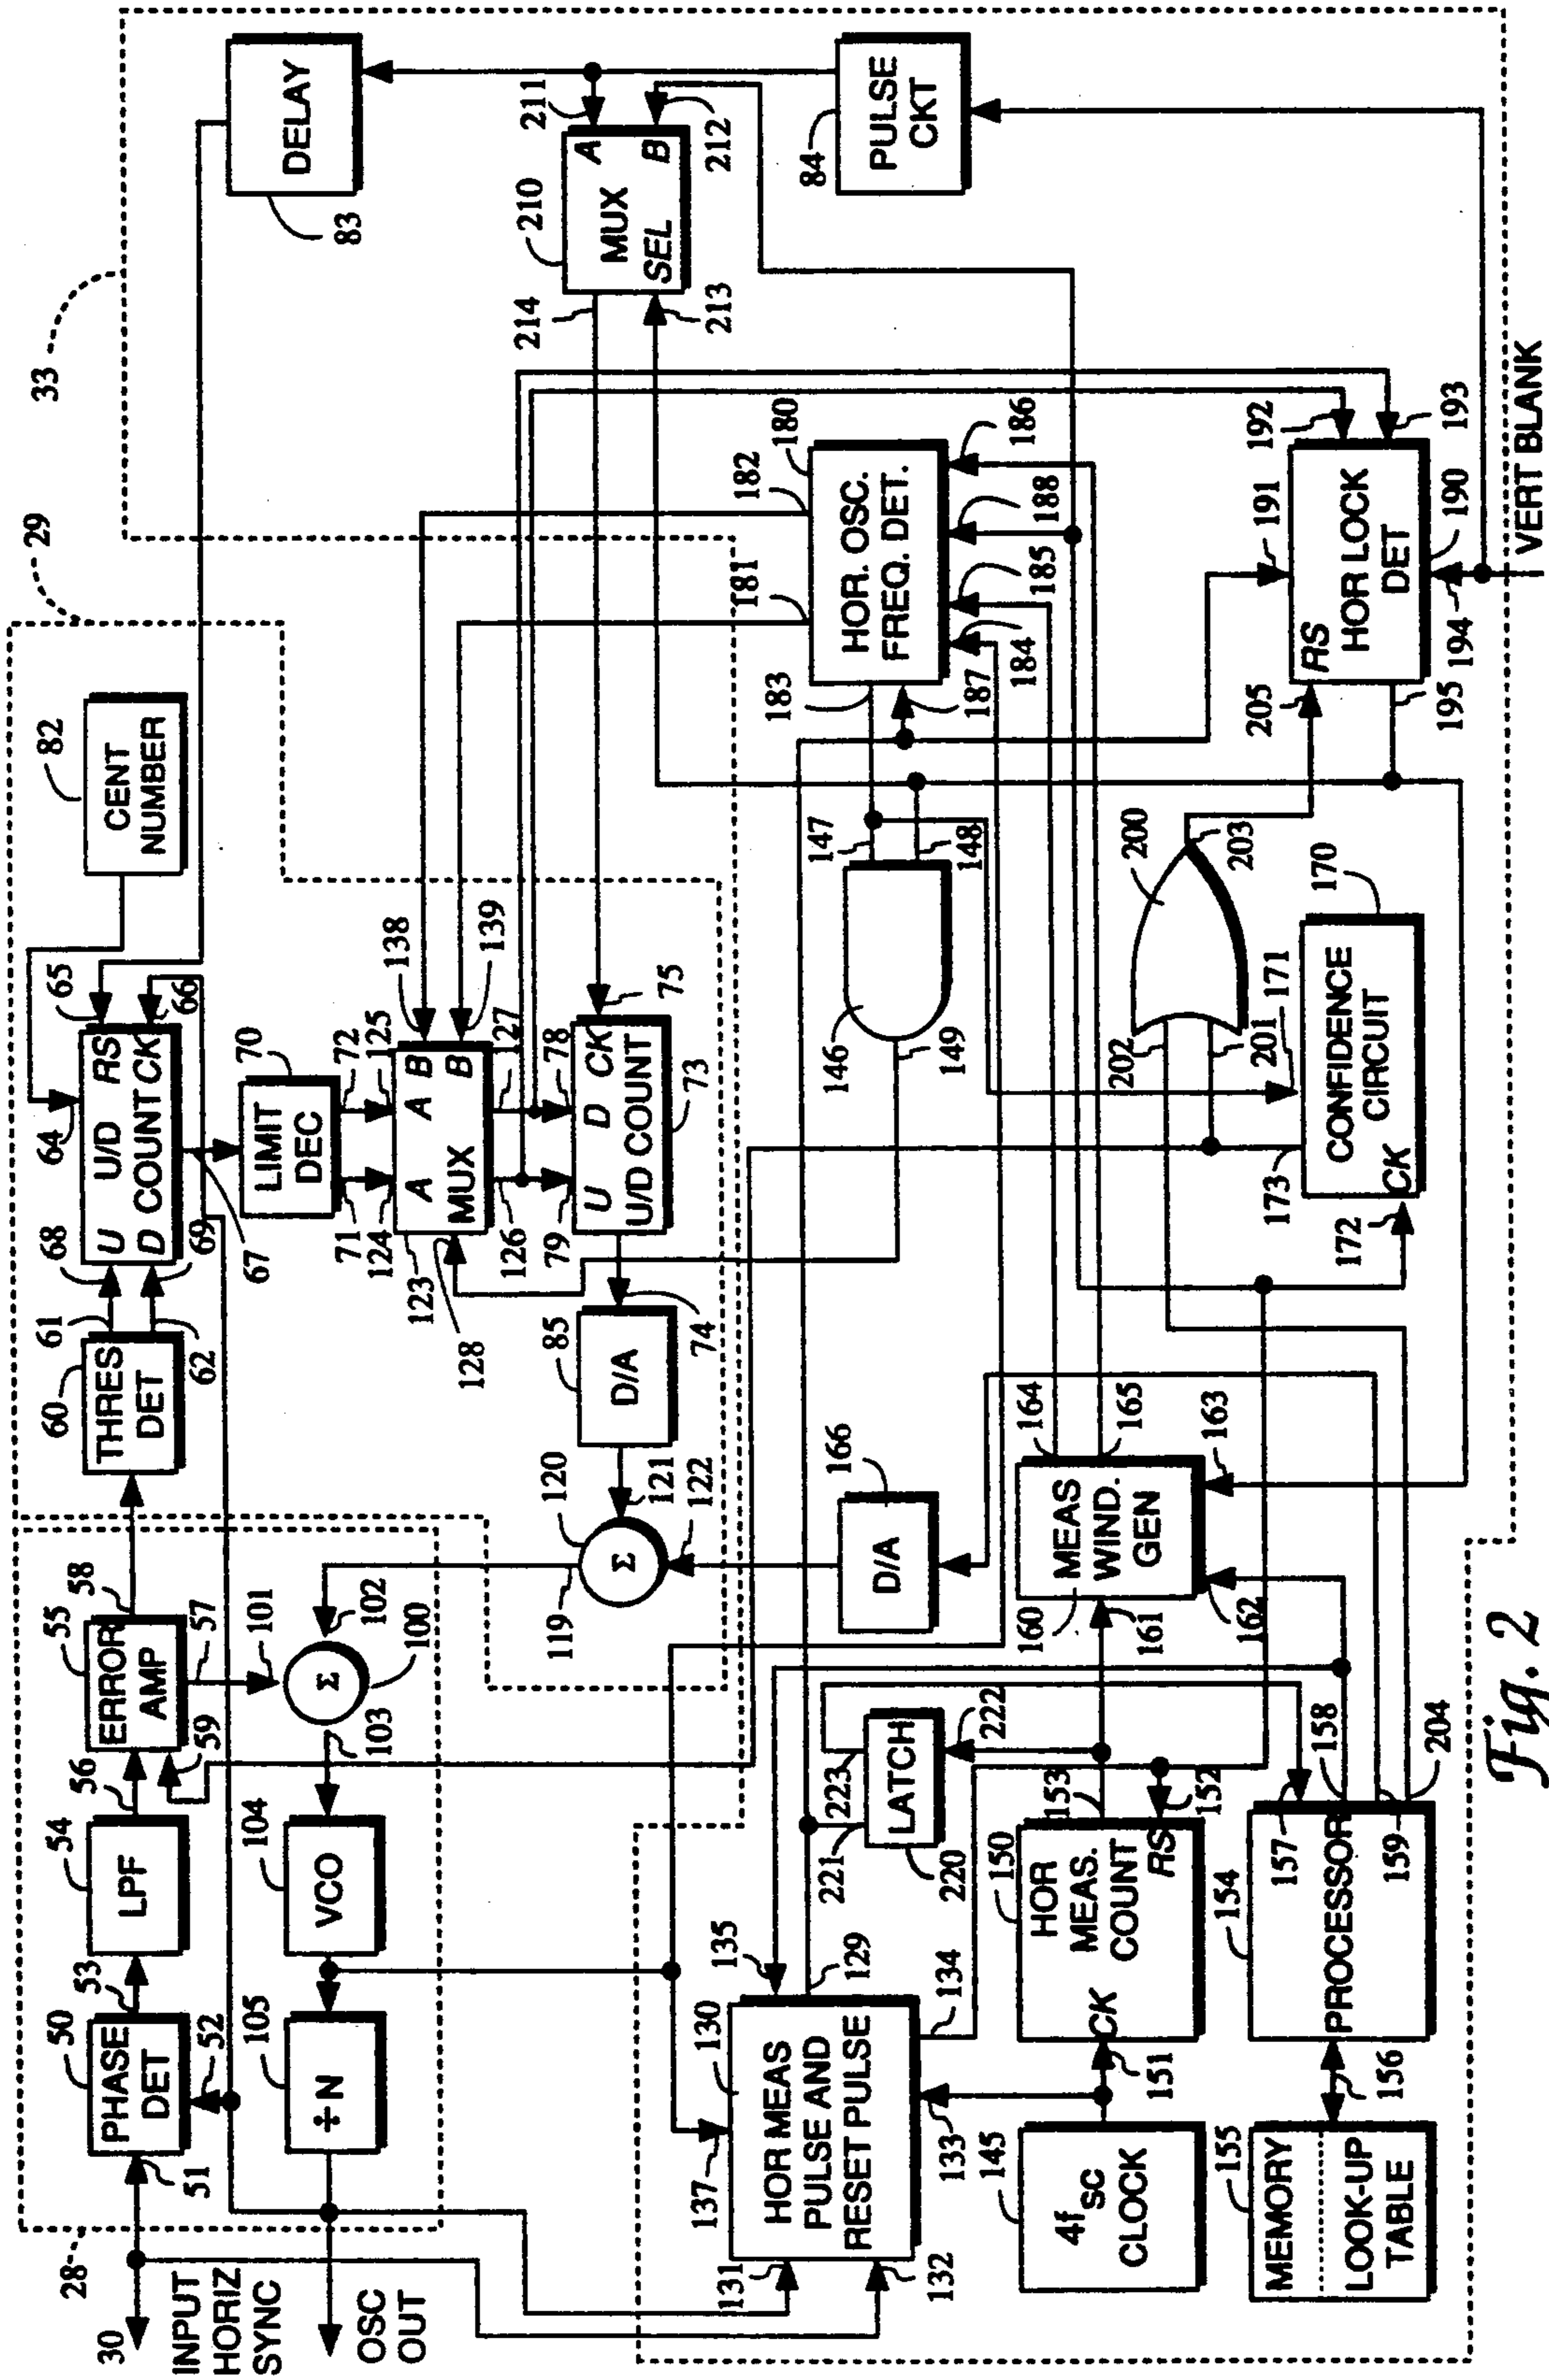 30
INPUT
HORIZ
SYNC
OSC
OUT
28
51
50
PHASE
DET
52
53
54
LPF
56
59
55
ERROR
AMP
57
58
101
102
100
Σ
103
104
VCO
105
÷N
60
THRES
DET
61
62
68
69
64
U
U/D
RS
D
COUNT
CK
65
66
67
82
CENT
NUMBER
29
33
83
DELAY
70
LIMIT
DEC
71
72
124
125
A
A
B
B
MUX
123
128
138
139
126
127
126
79
78
U
D
CK
U/D COUNT
75
73
74
85
D/A
121
120
Σ
119
122
166
D/A
210
MUX
A
B
SEL
211
212
213
214
84
PULSE
CKT
180
HOR. OSC.
FREQ. DET.
181
182
183
187
184
185
188
186
146
147
148
149
200
201
202
203
170
CONFIDENCE
CIRCUIT
CK
171
172
173
205
RS
HOR LOCK
DET
190
191
192
193
194
195
VERT BLANK
130
HOR MEAS
PULSE AND
RESET PULSE
131
132
133
134
135
137
129
145
4fSC
CLOCK
150
HOR
MEAS.
COUNT
CK
RS
151
152
153
220
LATCH
221
222
223
160
MEAS
WIND.
GEN
161
162
163
164
165
155
MEMORY
LOOK-UP
TABLE
156
154
PROCESSOR
157
158
159
204
Fig. 2